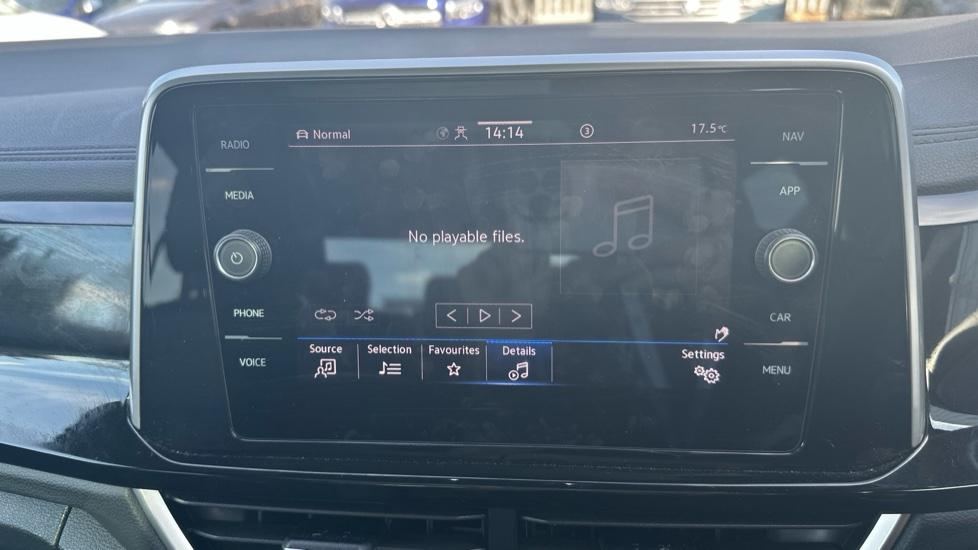 RADIO
MEDIA
PHONE
VOICE
Normal
14:14
3
17.5°C
No playable files.
Source
Selection
Favourites
Details
Settings
NAV
APP
CAR
MENU